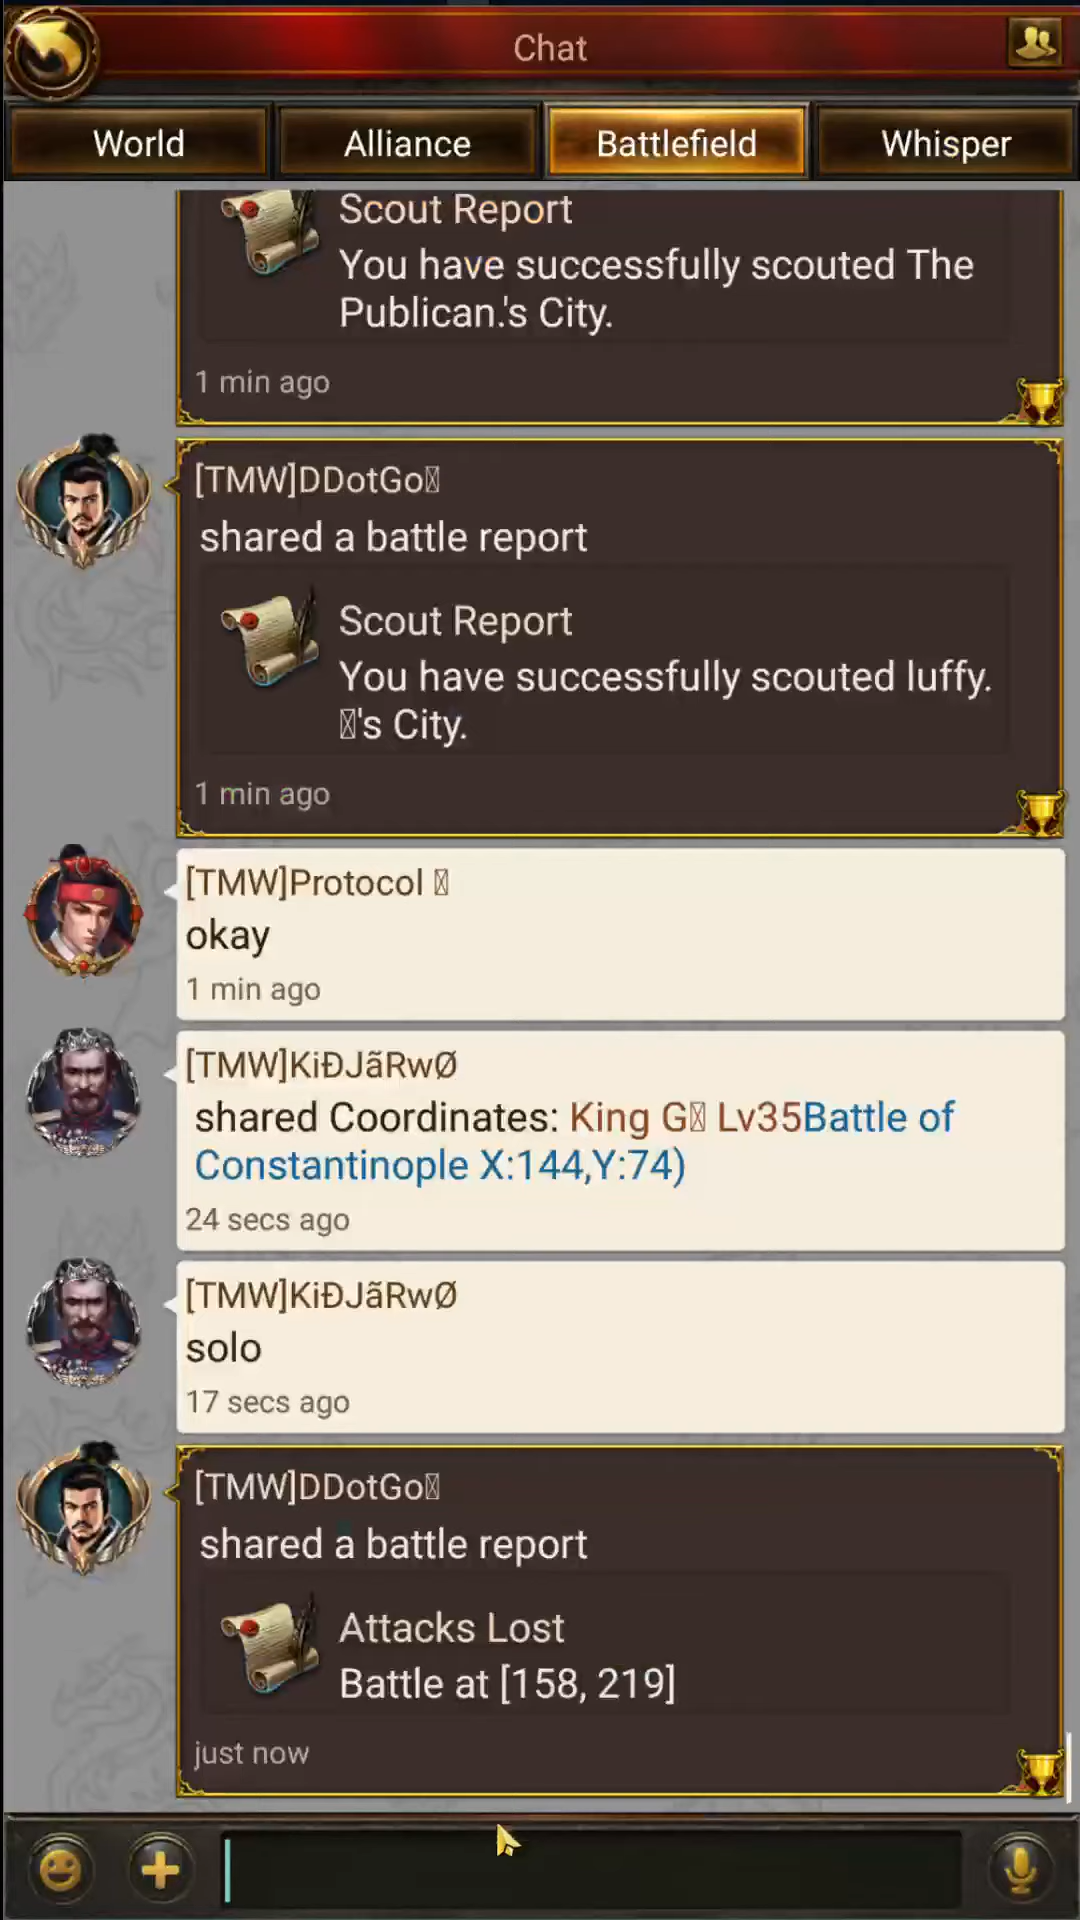 Chat
World
Alliance
Battlefield
Whisper
Scout Report
You have successfully scouted The
Publican.'s City.
1 min ago
[TMW]DDotGo
shared a battle report
Scout Report
You have successfully scouted luffy.
's City.
1 min ago
[TMW]Protocol
okay
1 min ago
[TMW]KiÐJãRwØ
shared Coordinates: King G Lv35Battle of
Constantinople X:144,Y:74)
24 secs ago
[TMW]KiÐJãRwØ
solo
17 secs ago
[TMW]DDotGo
shared a battle report
Attacks Lost
Battle at [158, 219]
just now